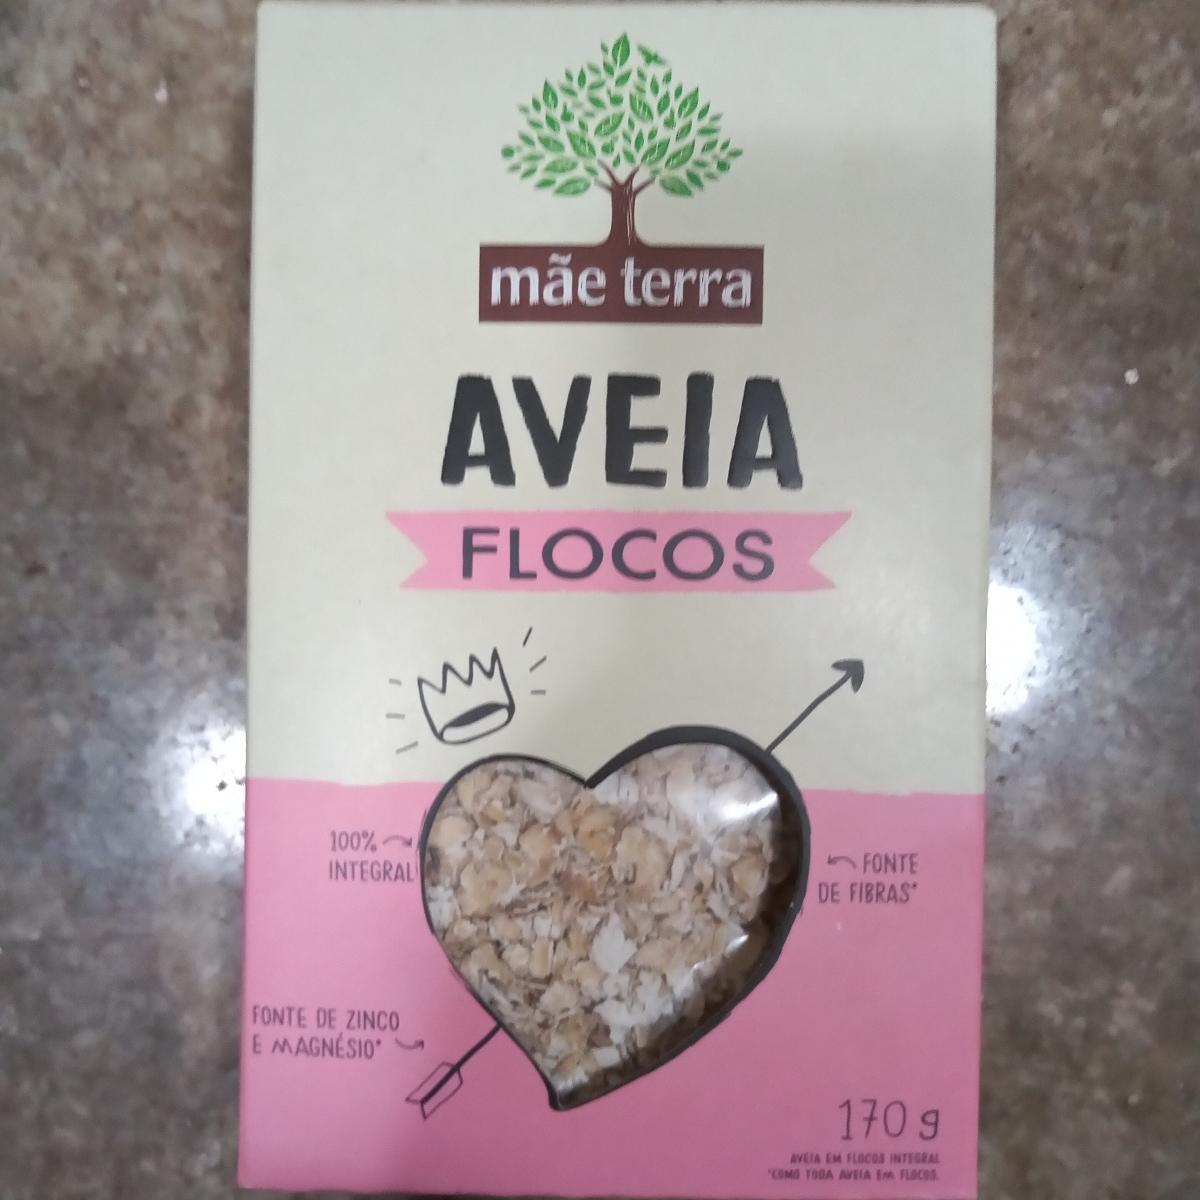 mãe terra
AVEIA
FLOCOS
100%
INTEGRAL
FONTE
DE FIBRAS*
FONTE DE ZINCO
E MAGNÉSIO*
170 g
AVEIA EM FLOCOS INTEGRAL
*COMO TODA AVEIA EM FLOCOS.